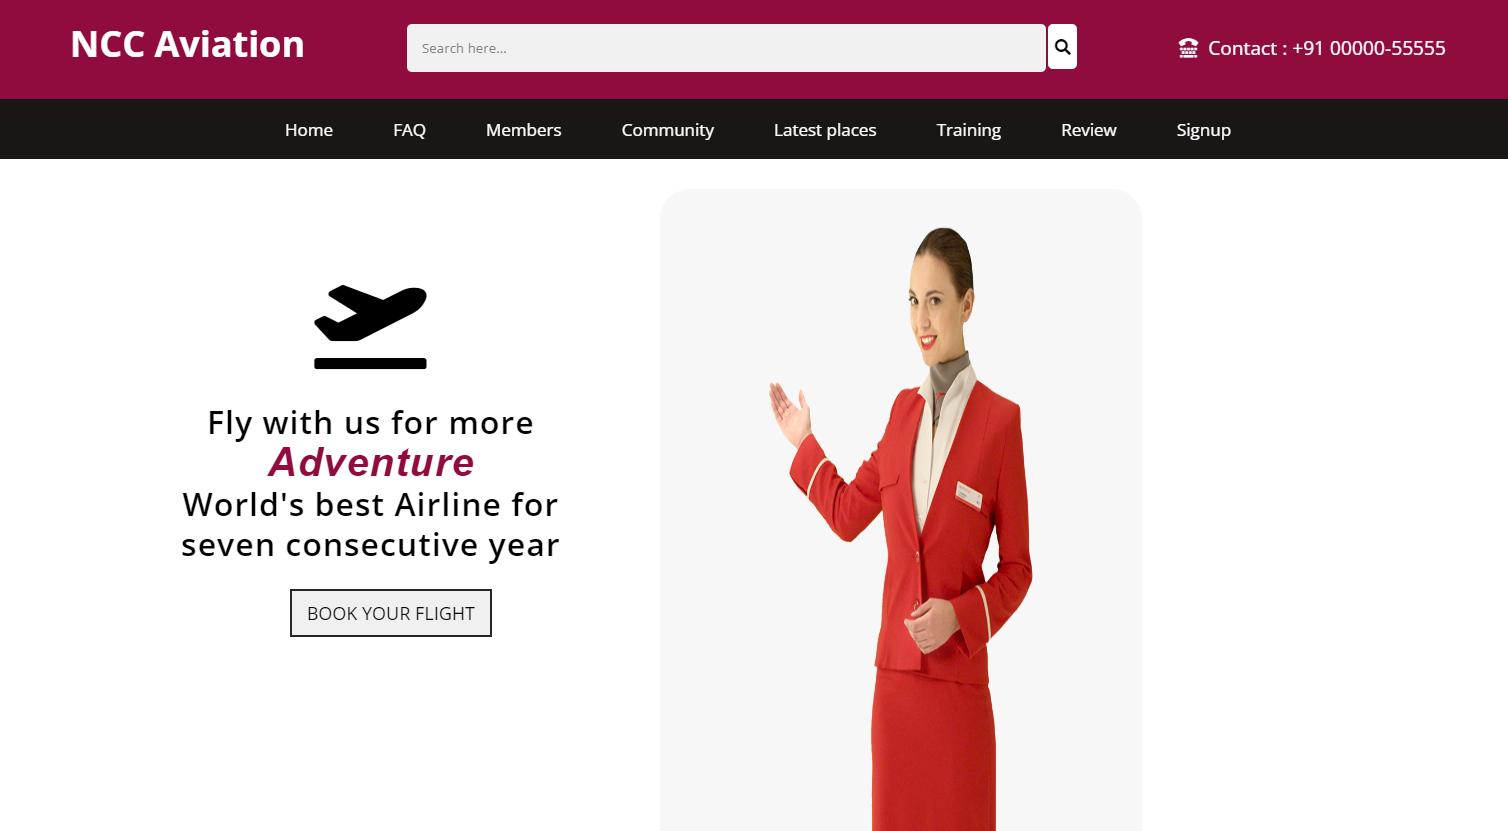 NCC Aviation
Search here...
Contact : +91 00000-55555
Home FAQ Members Community Latest places Training Review Signup
Fly with us for more
Adventure
World's best Airline for
seven consecutive year
BOOK YOUR FLIGHT